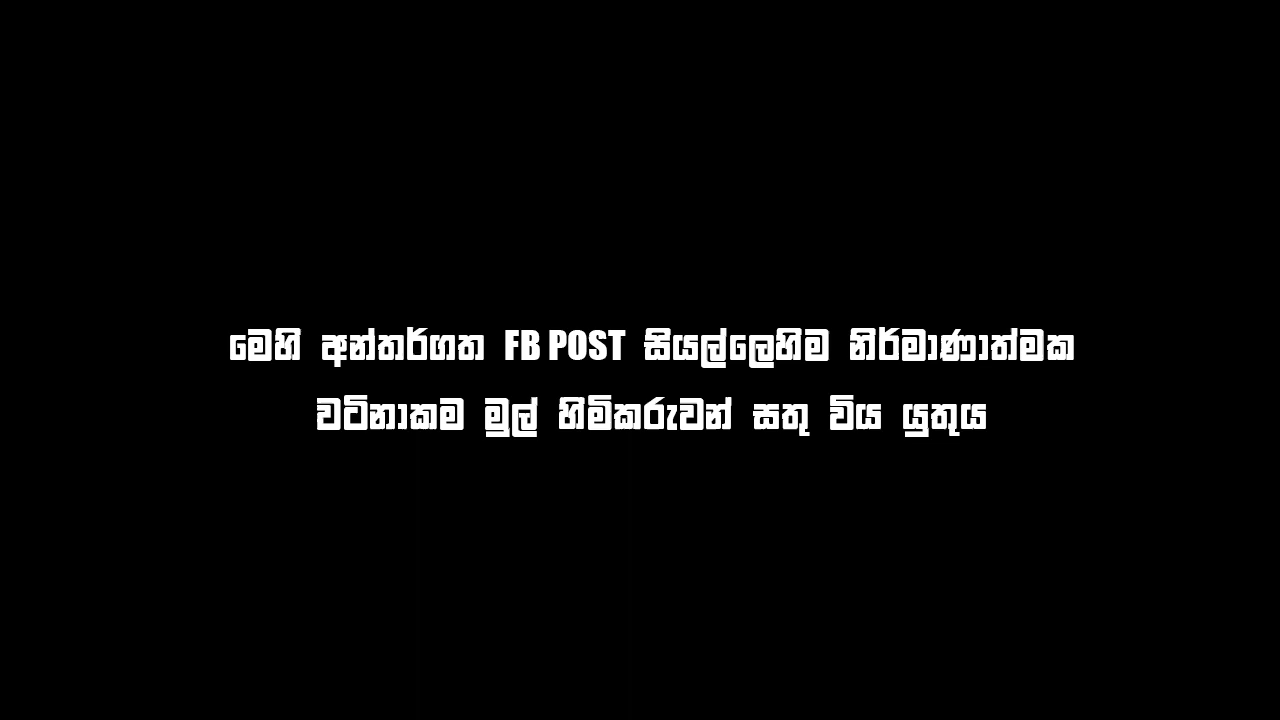 මෙහි අන්තර්ගත FB POST සියල්ලෙහිම නිර්මාණාත්මක
වටිනාකම මුල් හිමිකරුවන් සතු විය යුතුය